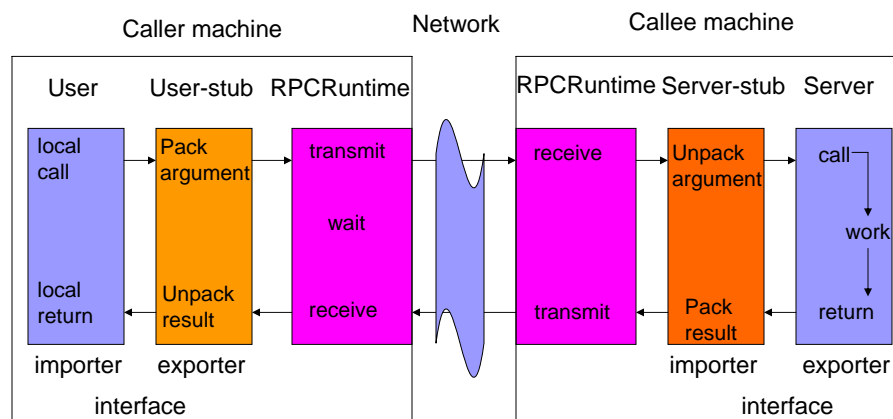 Caller machine
Network
Callee machine
User
User-stub
RPCRuntime
RPCRuntime
Server-stub
Server
local
call
Pack
argument
transmit
receive
Unpack
argument
call
wait
work
local
return
Unpack
result
receive
transmit
Pack
result
return
importer
exporter
importer
exporter
interface
interface